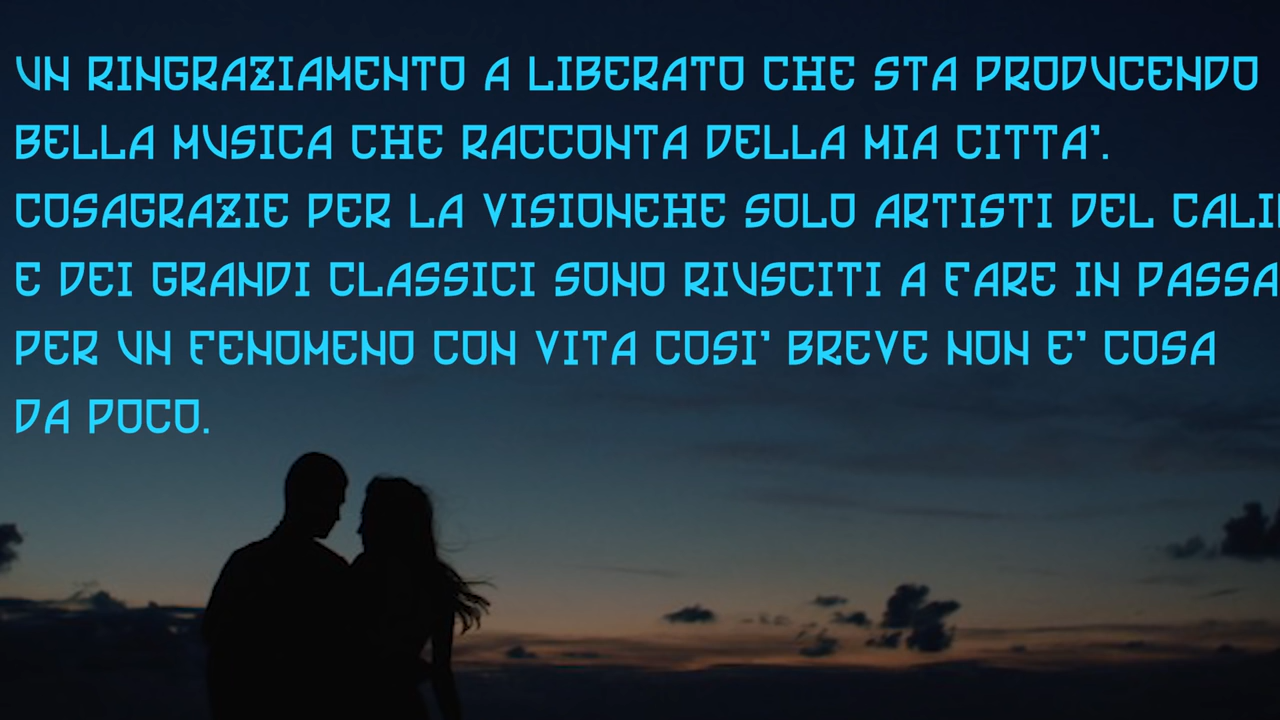 UN RINGRAZIAMENTO A LIBERATO CHE STA PRODUCENDO
BELLA MUSICA CHE RACCONTA DELLA MIA CITTA'.
COSAGRAZIE PER LA VISIONEHE SOLO ARTISTI DEL CALI
E DEI GRANDI CLASSICI SONO RIUSCITI A FARE IN PASSA
PER UN FENOMENO CON VITA COSI' BREVE NON E' COSA
DA POCO.